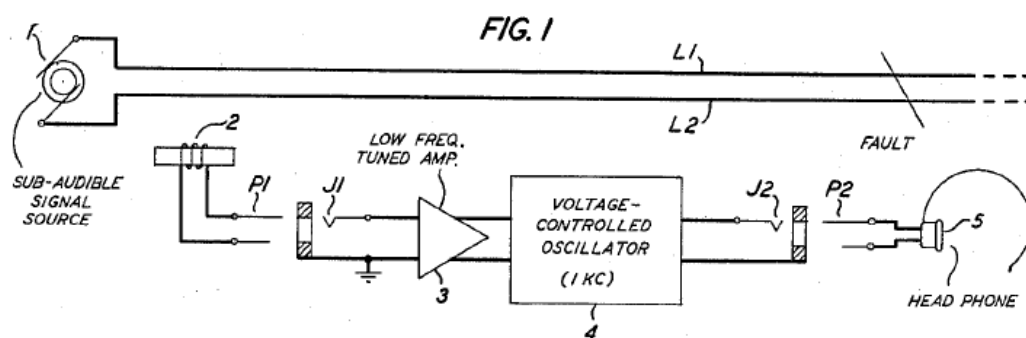 FIG. 1
1
L1
L2
FAULT
2
SUB-AUDIBLE
SIGNAL
SOURCE
P1
J1
LOW FREQ.
TUNED AMP.
3
VOLTAGE-
CONTROLLED
OSCILLATOR
(1 KC)
4
J2
P2
5
HEAD PHONE